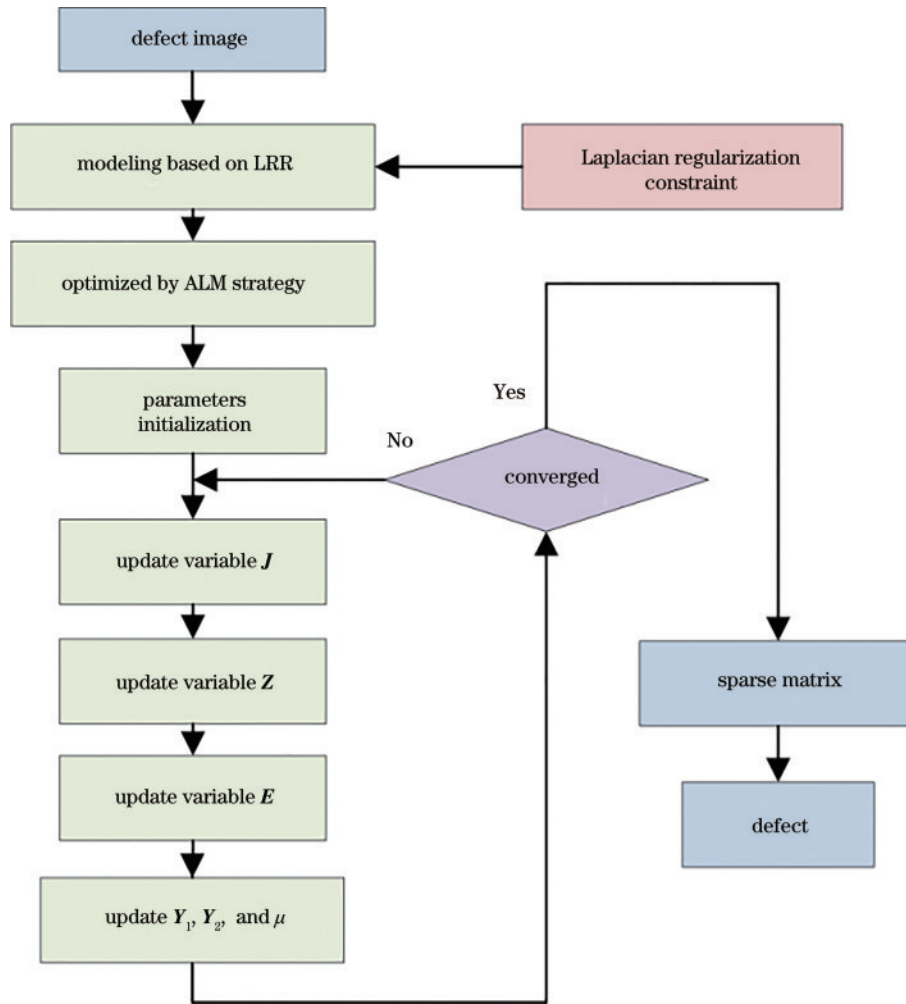 defect image
modeling based on LRR
Laplacian regularization
constraint
optimized by ALM strategy
parameters
initialization
Yes
No
converged
update variable J
update variable Z
sparse matrix
update variable E
defect
update Y₁, Y₂, and μ